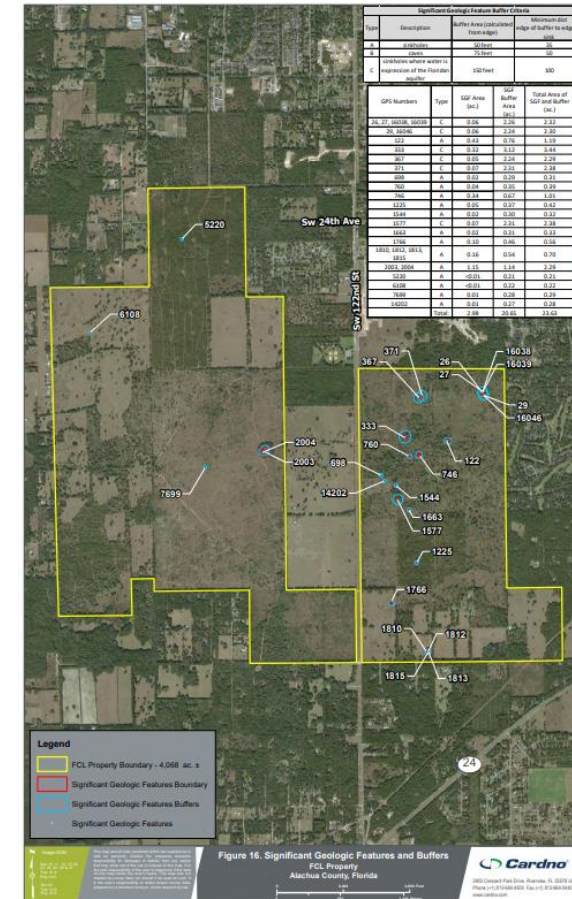 Significant Geologic Feature Buffer Criteria
Type Description Buffer Area (calculated from edge) Minimum dist edge of buffer to edge sink
A sinkholes 50 feet 35
B caves 75 feet 50
C sinkholes where water is expression of the Floridan aquifer 150 feet 100
GPS Numbers Type SGF Area (ac.) SGF Buffer Area (ac.) Total Area of SGF and Buffer (ac.)
26, 27, 16038, 16039 C 0.06 2.26 2.32
29, 16046 C 0.06 2.24 2.30
122 A 0.43 0.76 1.19
333 C 0.32 3.12 3.44
367 C 0.05 2.24 2.29
371 C 0.07 2.31 2.38
698 A 0.02 0.29 0.31
760 A 0.04 0.35 0.39
746 A 0.34 0.67 1.01
1225 A 0.05 0.37 0.42
1544 A 0.02 0.30 0.32
1577 C 0.07 2.31 2.38
1663 A 0.02 0.31 0.33
1766 A 0.10 0.46 0.56
1810, 1812, 1813, 1815 A 0.16 0.54 0.70
2003, 2004 A 1.15 1.14 2.29
5220 A <0.01 0.21 0.21
6108 A <0.01 0.22 0.22
7699 A 0.01 0.28 0.29
14202 A 0.01 0.27 0.28
Total: 2.98 20.65 23.63
5220
Sw 24th Ave
Sw 122nd St
6108
371
367
26
27
16038
16039
29
16046
333
760
122
746
2004
2003
698
14202
7699
1544
1663
1577
1225
1766
1810
1812
1815
1813
24
Legend
FCL Property Boundary - 4,068 ac. ±
Significant Geologic Features Boundary
Significant Geologic Features Buffers
Significant Geologic Features
Figure 16. Significant Geologic Features and Buffers
FCL Property
Alachua County, Florida
Cardno
www.cardno.com